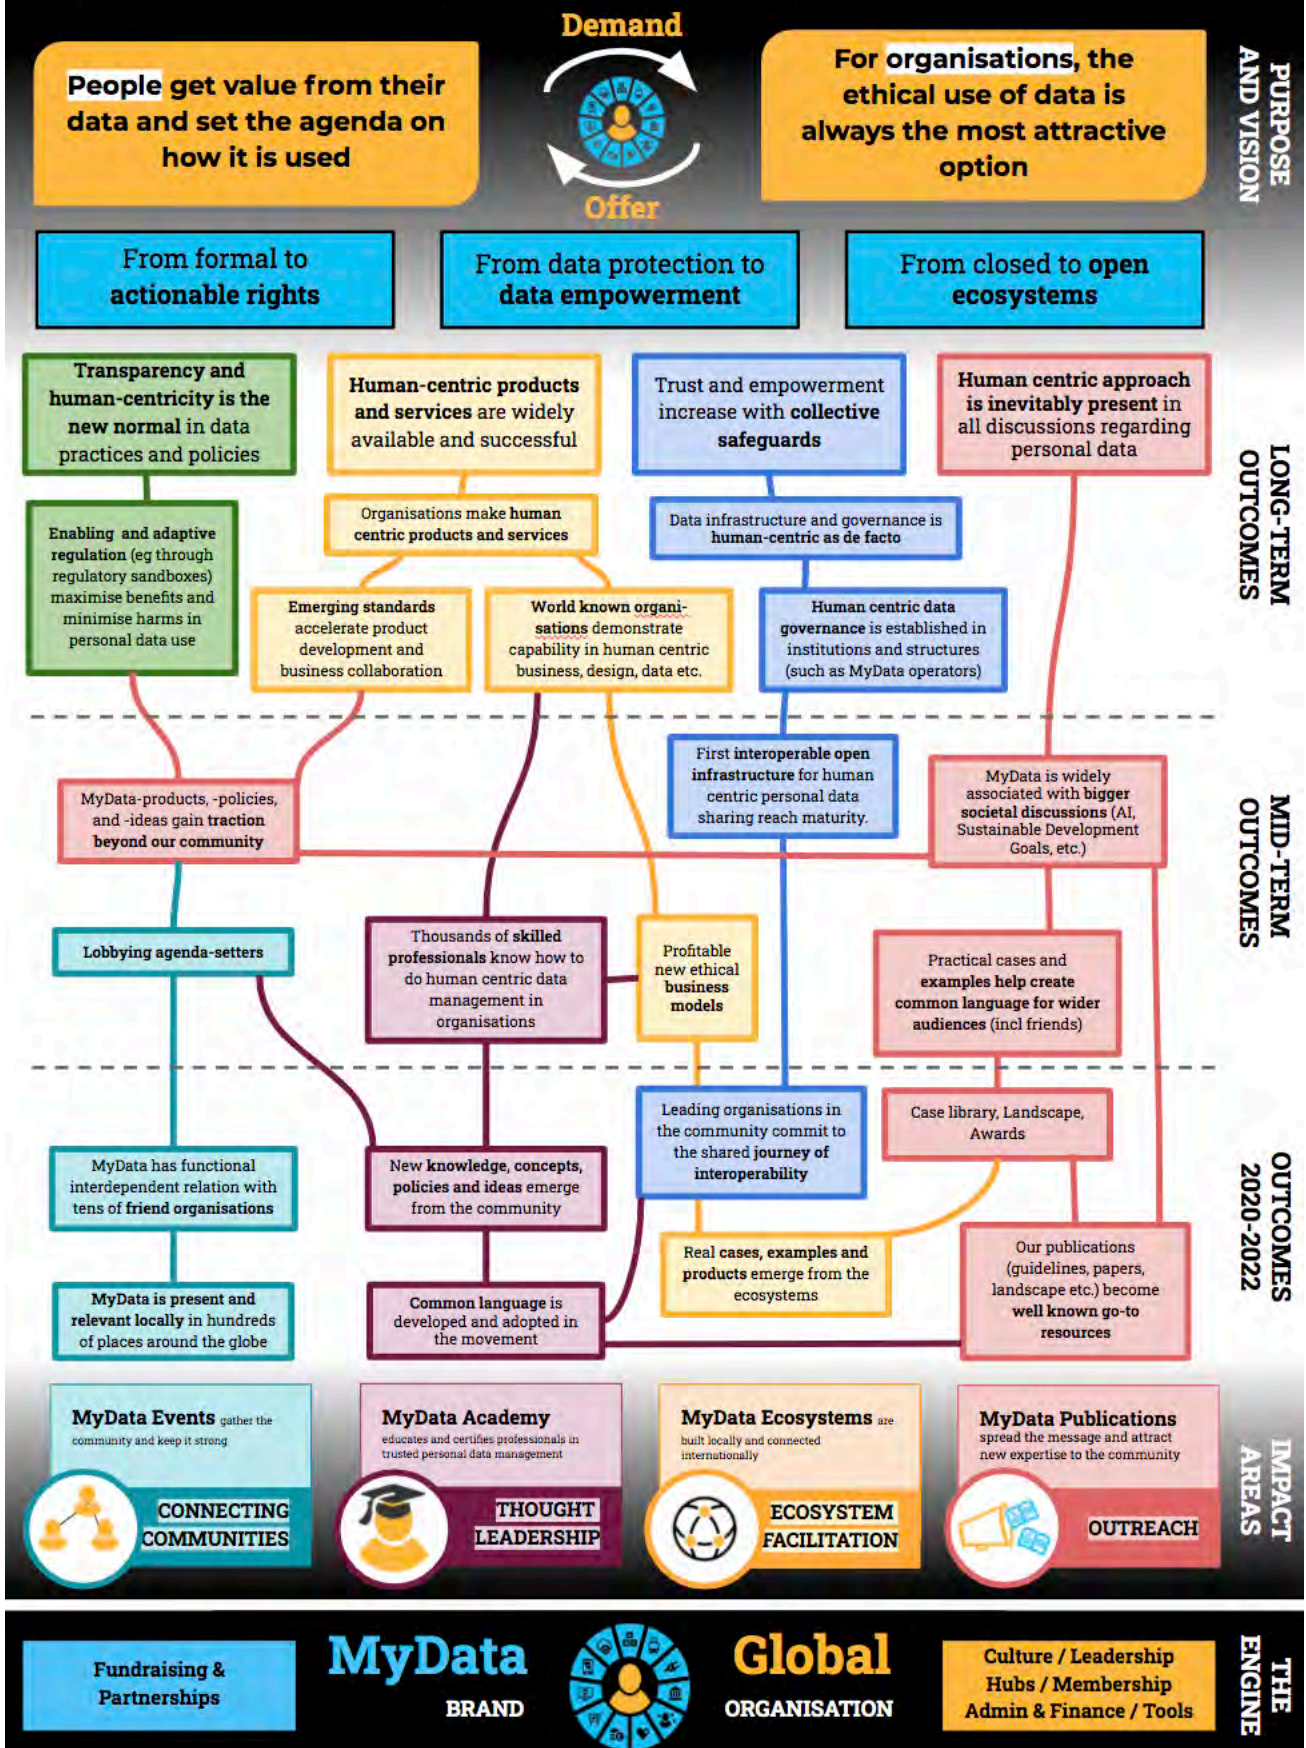 Demand
People get value from their
data and set the agenda on
how it is used
For organisations, the
ethical use of data is
always the most attractive
option
Offer
PURPOSE
AND VISION
From formal to
actionable rights
From data protection to
data empowerment
From closed to open
ecosystems
Transparency and
human-centricity is the
new normal in data
practices and policies
Human-centric products
and services are widely
available and successful
Trust and empowerment
increase with collective
safeguards
Human centric approach
is inevitably present in
all discussions regarding
personal data
LONG-TERM
OUTCOMES
Enabling and adaptive
regulation (eg through
regulatory sandboxes)
maximise benefits and
minimise harms in
personal data use
Organisations make human
centric products and services
Data infrastructure and governance is
human-centric as de facto
Emerging standards
accelerate product
development and
business collaboration
World known organi-
sations demonstrate
capability in human centric
business, design, data etc.
Human centric data
governance is established in
institutions and structures
(such as MyData operators)
First interoperable open
infrastructure for human
centric personal data
sharing reach maturity.
MyData is widely
associated with bigger
societal discussions (AI,
Sustainable Development
Goals, etc.)
MyData-products, -policies,
and -ideas gain traction
beyond our community
MID-TERM
OUTCOMES
Lobbying agenda-setters
Thousands of skilled
professionals know how to
do human centric data
management in
organisations
Profitable
new ethical
business
models
Practical cases and
examples help create
common language for wider
audiences (incl friends)
Leading organisations in
the community commit to
the shared journey of
interoperability
Case library, Landscape,
Awards
MyData has functional
interdependent relation with
tens of friend organisations
New knowledge, concepts,
policies and ideas emerge
from the community
OUTCOMES
2020-2022
Real cases, examples and
products emerge from the
ecosystems
Our publications
(guidelines, papers,
landscape etc.) become
well known go-to
resources
MyData is present and
relevant locally in hundreds
of places around the globe
Common language is
developed and adopted in
the movement
MyData Events gather the
community and keep it strong
CONNECTING
COMMUNITIES
MyData Academy
educates and certifies professionals in
trusted personal data management
THOUGHT
LEADERSHIP
MyData Ecosystems are
built locally and connected
internationally
ECOSYSTEM
FACILITATION
MyData Publications
spread the message and attract
new expertise to the community
OUTREACH
IMPACT
AREAS
Fundraising &
Partnerships
MyData
BRAND
Global
ORGANISATION
Culture / Leadership
Hubs / Membership
Admin & Finance / Tools
THE
ENGINE